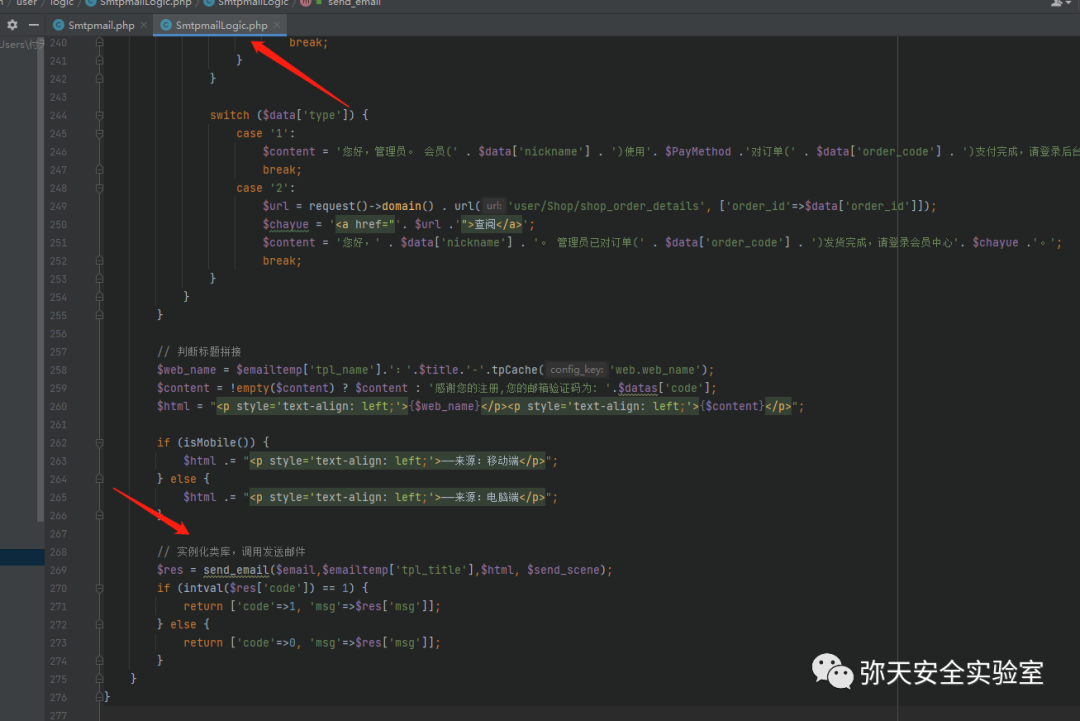 user › logic › SmtpmailLogic.php › SmtpmailLogic › send_email
Smtpmail.php × SmtpmailLogic.php ×
240 break;
241 }
242 }
243
244 switch ($data['type']) {
245 case '1':
246 $content = '您好，管理员。 会员(' . $data['nickname'] . ')使用'. $PayMethod .'对订单(' . $data['order_code'] . ')支付完成，请登录后台
247 break;
248 case '2':
249 $url = request()->domain() . url( url: 'user/Shop/shop_order_details', ['order_id'=>$data['order_id']]);
250 $chayue = '<a href="'. $url .'">查阅</a>';
251 $content = '您好，' . $data['nickname'] . '。 管理员已对订单(' . $data['order_code'] . ')发货完成，请登录会员中心'. $chayue .'。';
252 break;
253 }
254 }
255 }
256
257 // 判断标题拼接
258 $web_name = $emailtemp['tpl_name'].'：'.$title.'-'.tpCache( config_key: 'web.web_name');
259 $content = !empty($content) ? $content : '感谢您的注册,您的邮箱验证码为: '.$datas['code'];
260 $html = "<p style='text-align: left;'>{$web_name}</p><p style='text-align: left;'>{$content}</p>";
261
262 if (isMobile()) {
263 $html .= "<p style='text-align: left;'>——来源：移动端</p>";
264 } else {
265 $html .= "<p style='text-align: left;'>——来源：电脑端</p>";
266 }
267
268 // 实例化类库，调用发送邮件
269 $res = send_email($email,$emailtemp['tpl_title'],$html, $send_scene);
270 if (intval($res['code']) == 1) {
271 return ['code'=>1, 'msg'=>$res['msg']];
272 } else {
273 return ['code'=>0, 'msg'=>$res['msg']];
274 }
275 }
276 }
277
弥天安全实验室